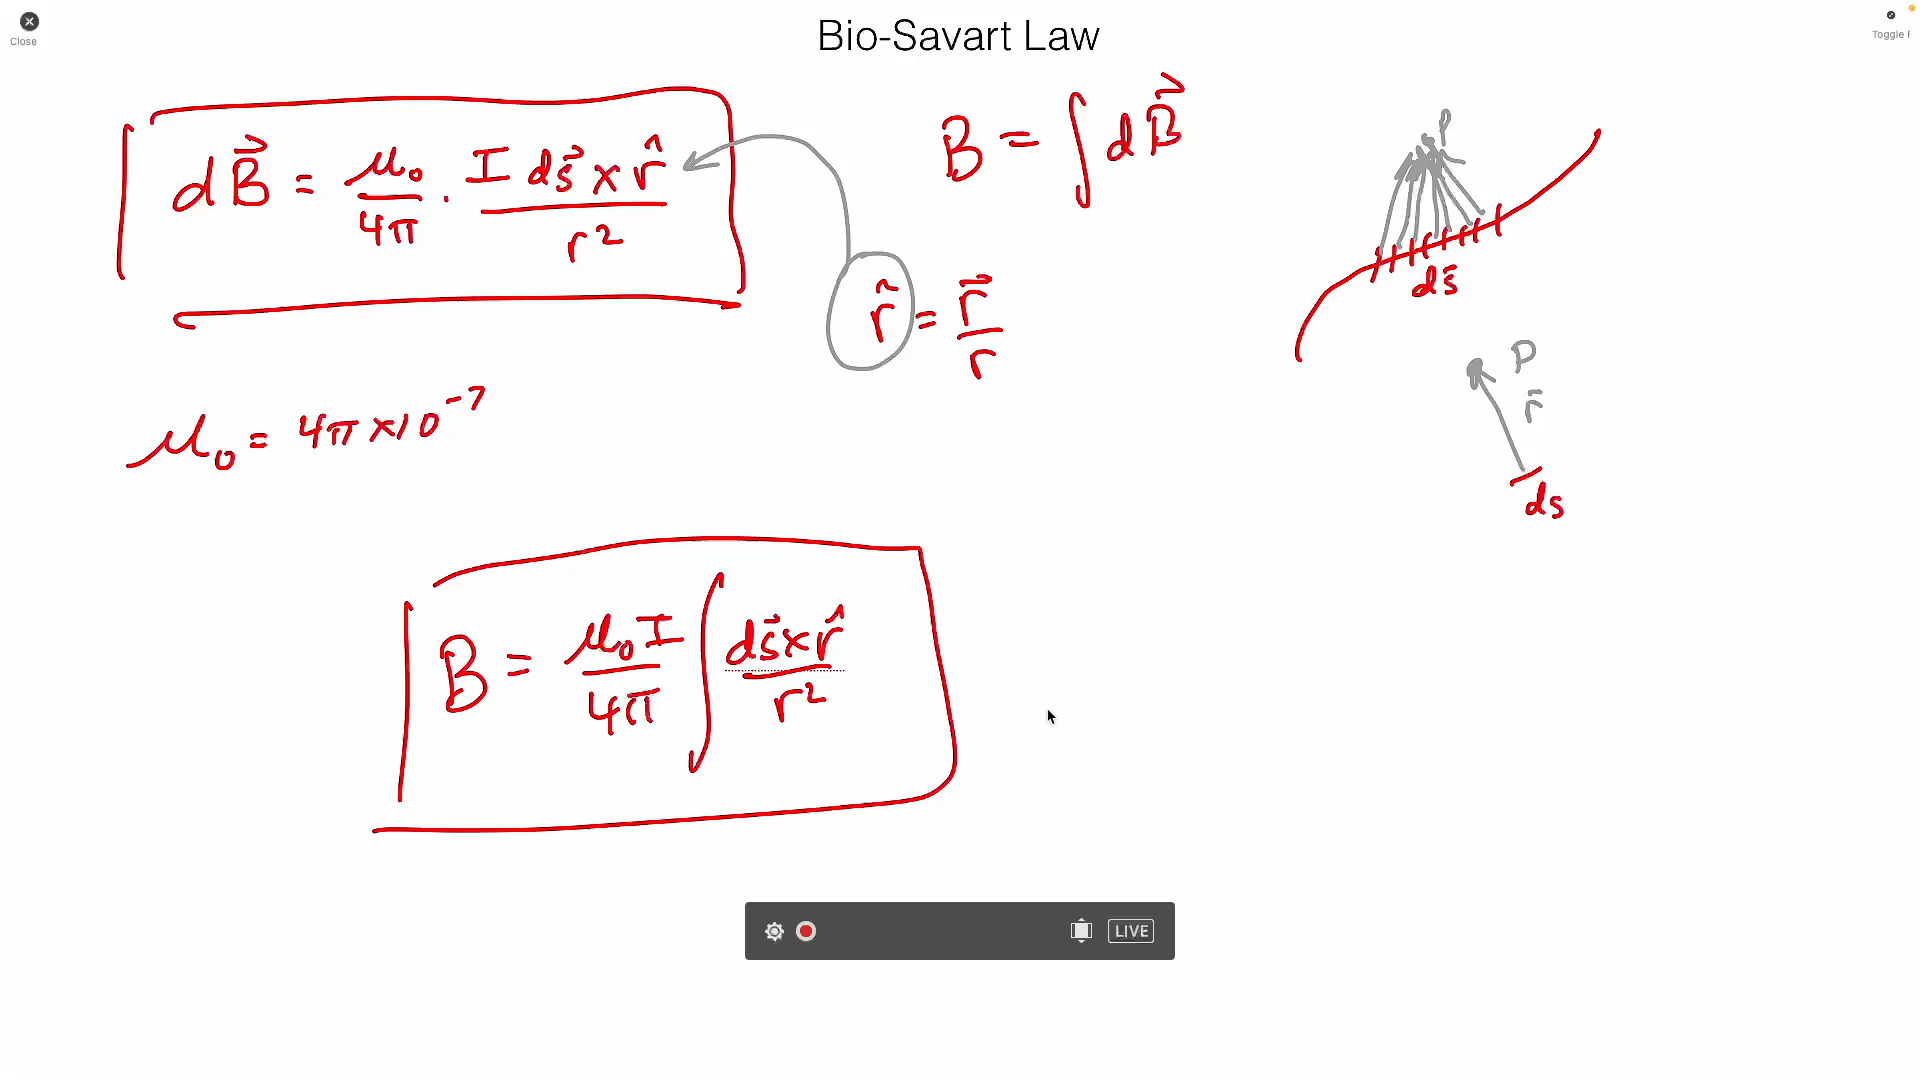 Close
Bio-Savart Law
Toggle F
dB⃗ = μ₀/4π · I ds⃗ × r̂ / r²
B = ∫ dB⃗
P
ds⃗
r̂ = r⃗ / r
μ₀ = 4π × 10⁻⁷
P
r⃗
ds
B = μ₀I/4π ∫ ds⃗ × r̂ / r²
LIVE